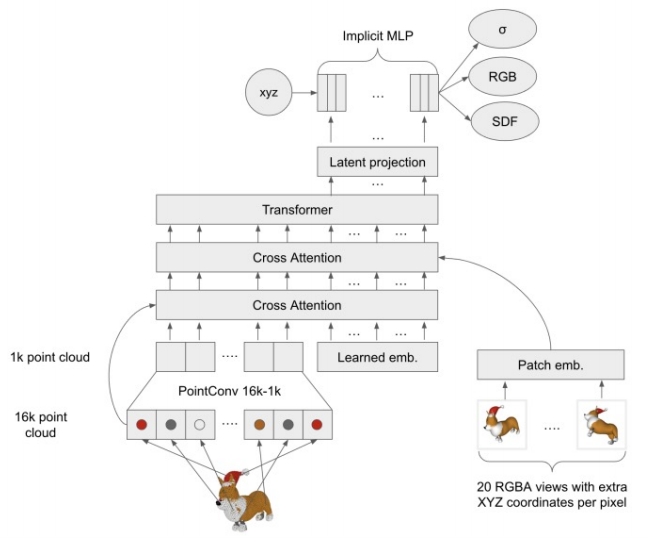 Implicit MLP
σ
xyz
...
RGB
SDF
...
Latent projection
...
Transformer
... ...
Cross Attention
... ...
Cross Attention
... ...
1k point cloud
....
Learned emb.
Patch emb.
PointConv 16k-1k
16k point
cloud
....
....
20 RGBA views with extra
XYZ coordinates per pixel